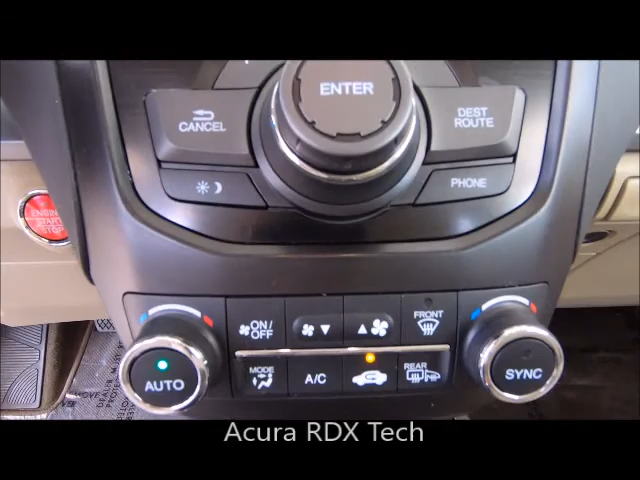 ENTER
CANCEL
DEST
ROUTE
PHONE
ENGINE
START
STOP
ON/
OFF
FRONT
MODE
A/C
REAR
AUTO
SYNC
Acura RDX Tech